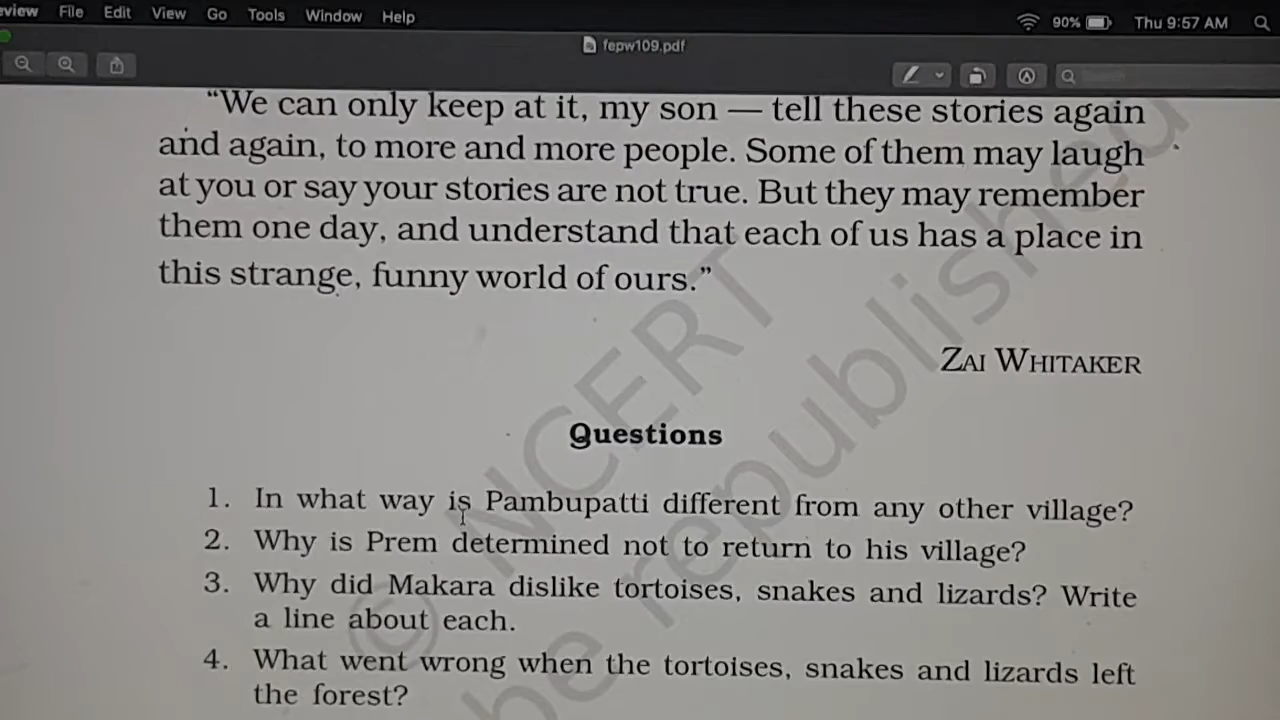 eview File Edit View Go Tools Window Help 90% Thu 9:57 AM
fepw109.pdf
Search
“We can only keep at it, my son — tell these stories again
and again, to more and more people. Some of them may laugh
at you or say your stories are not true. But they may remember
them one day, and understand that each of us has a place in
this strange, funny world of ours.”
Zai Whitaker
Questions
1. In what way is Pambupatti different from any other village?
2. Why is Prem determined not to return to his village?
3. Why did Makara dislike tortoises, snakes and lizards? Write
a line about each.
4. What went wrong when the tortoises, snakes and lizards left
the forest?
© NCERT
be republished